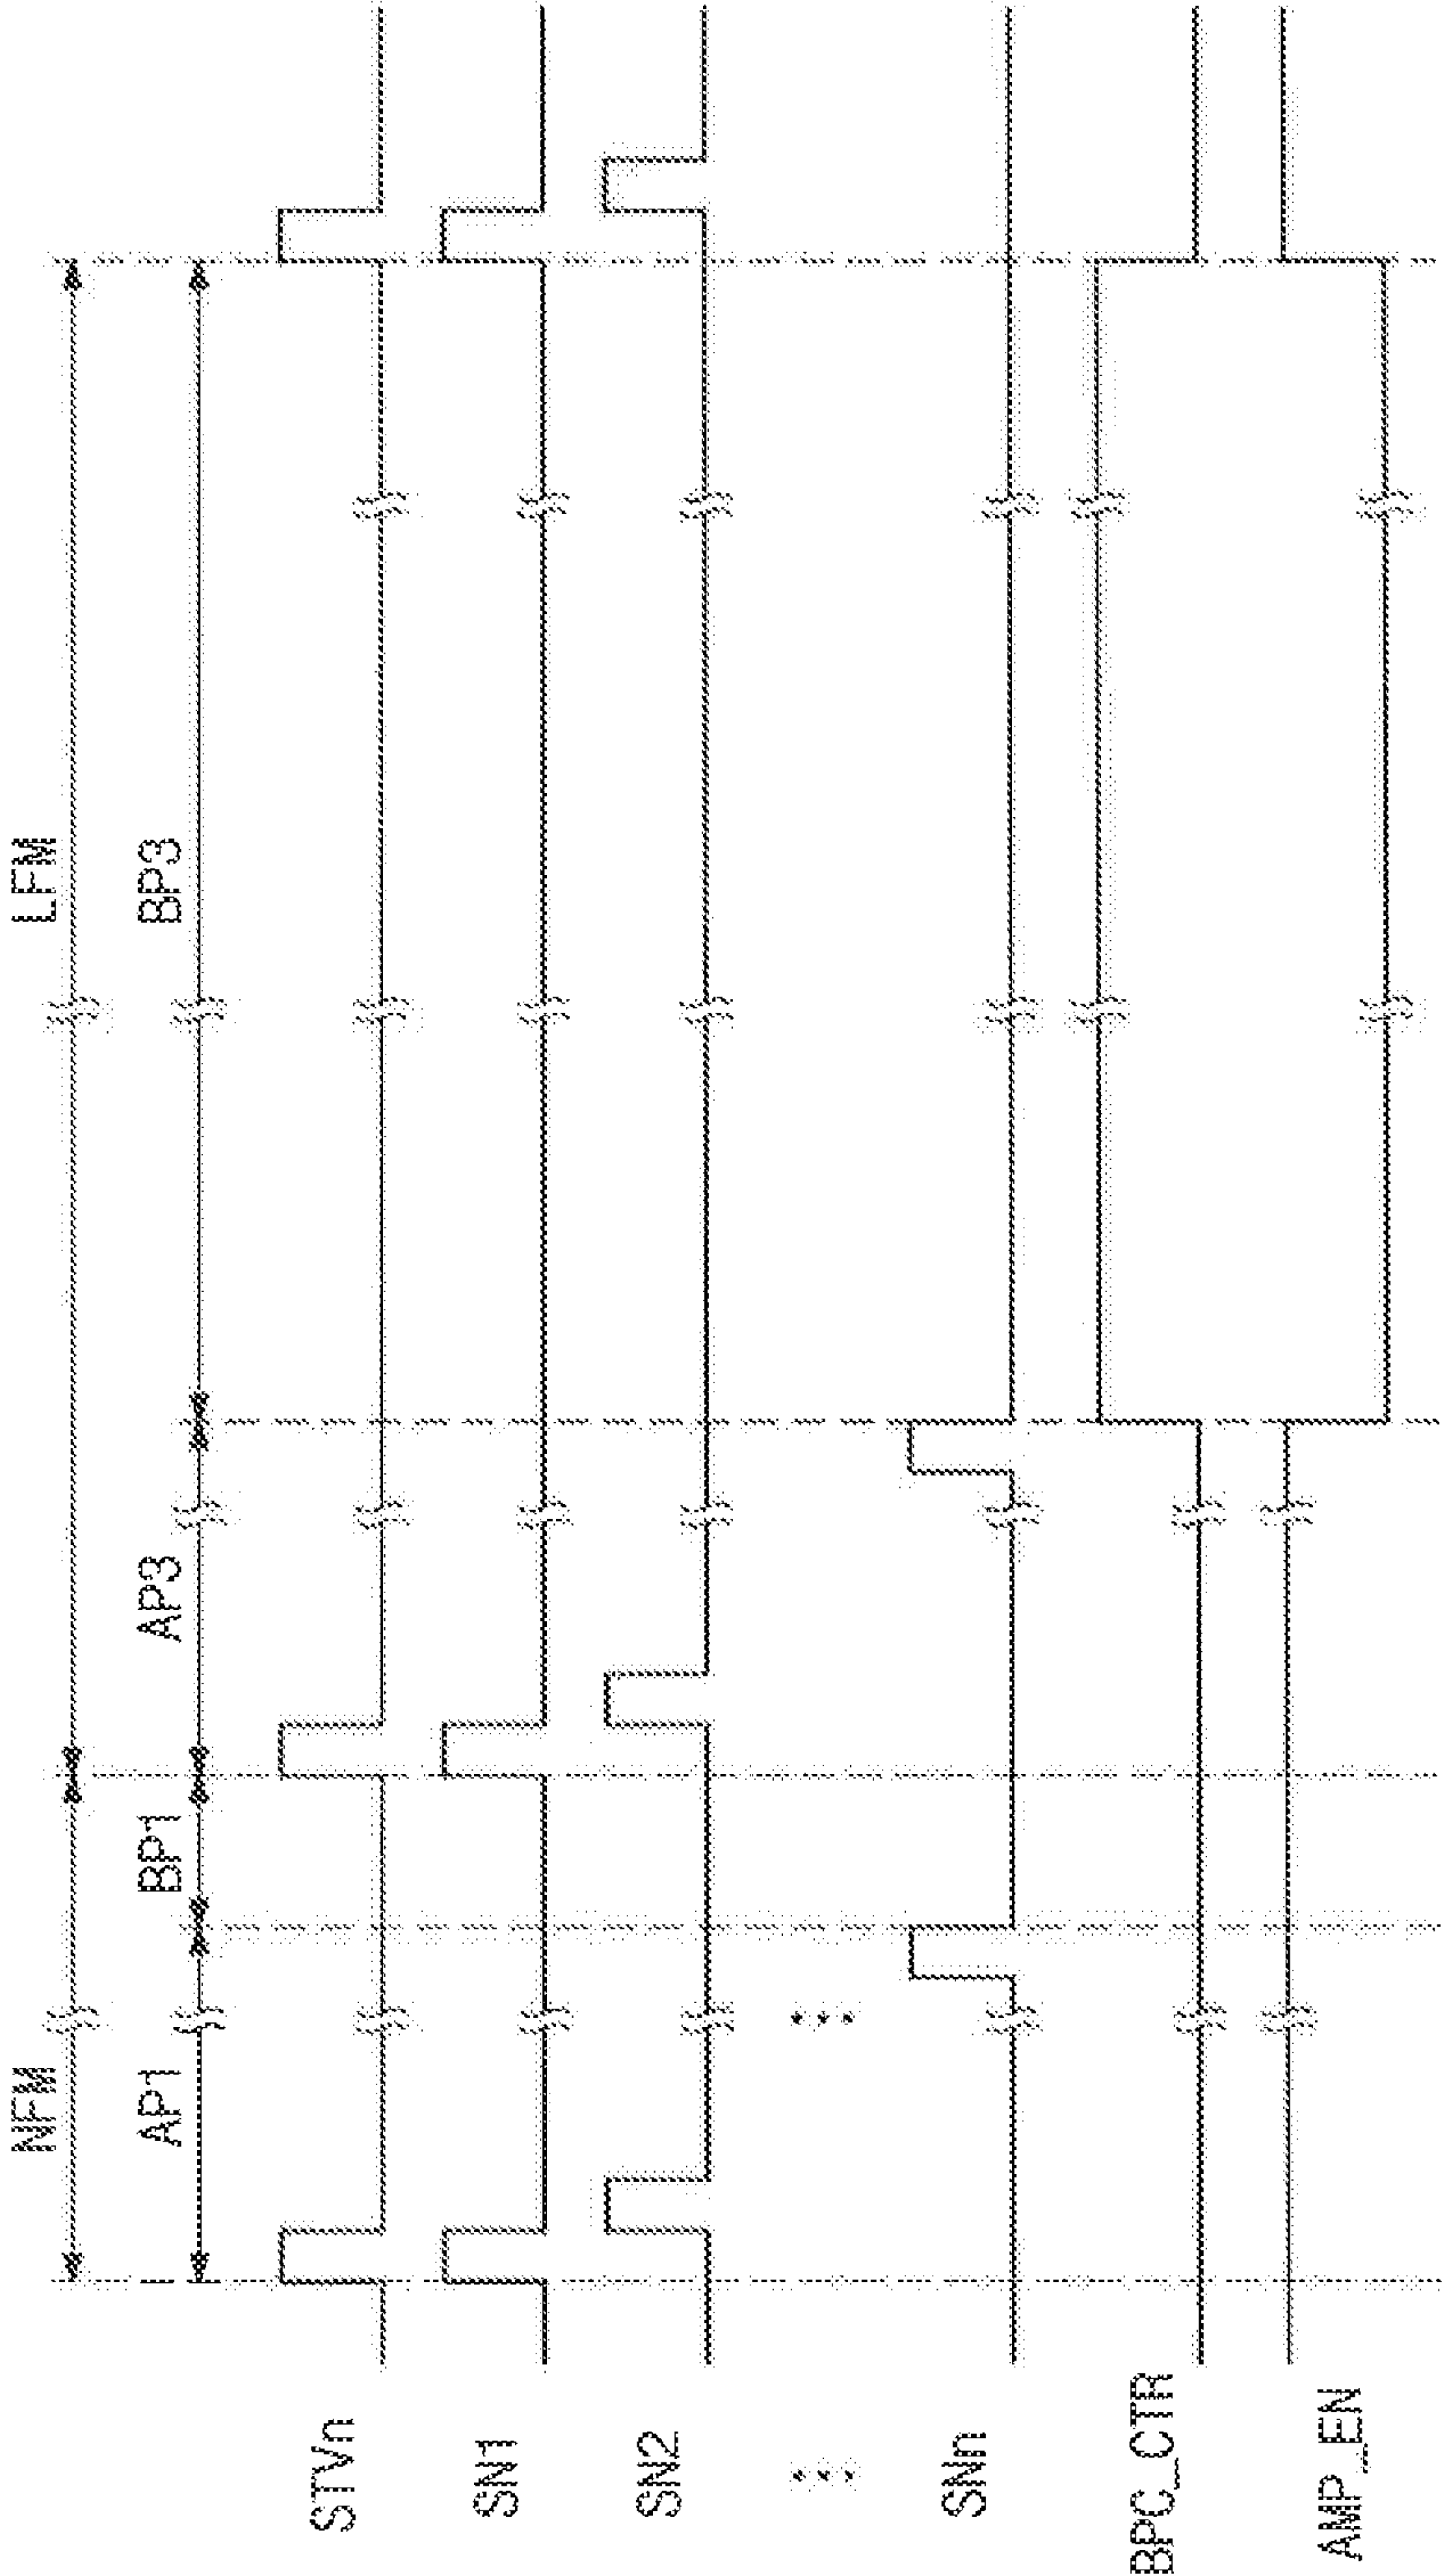 NFM LFM
AP1 BP1 AP3 BP3
STVn
SN1
SN2
SNn
BPC_CTR
AMP_EN